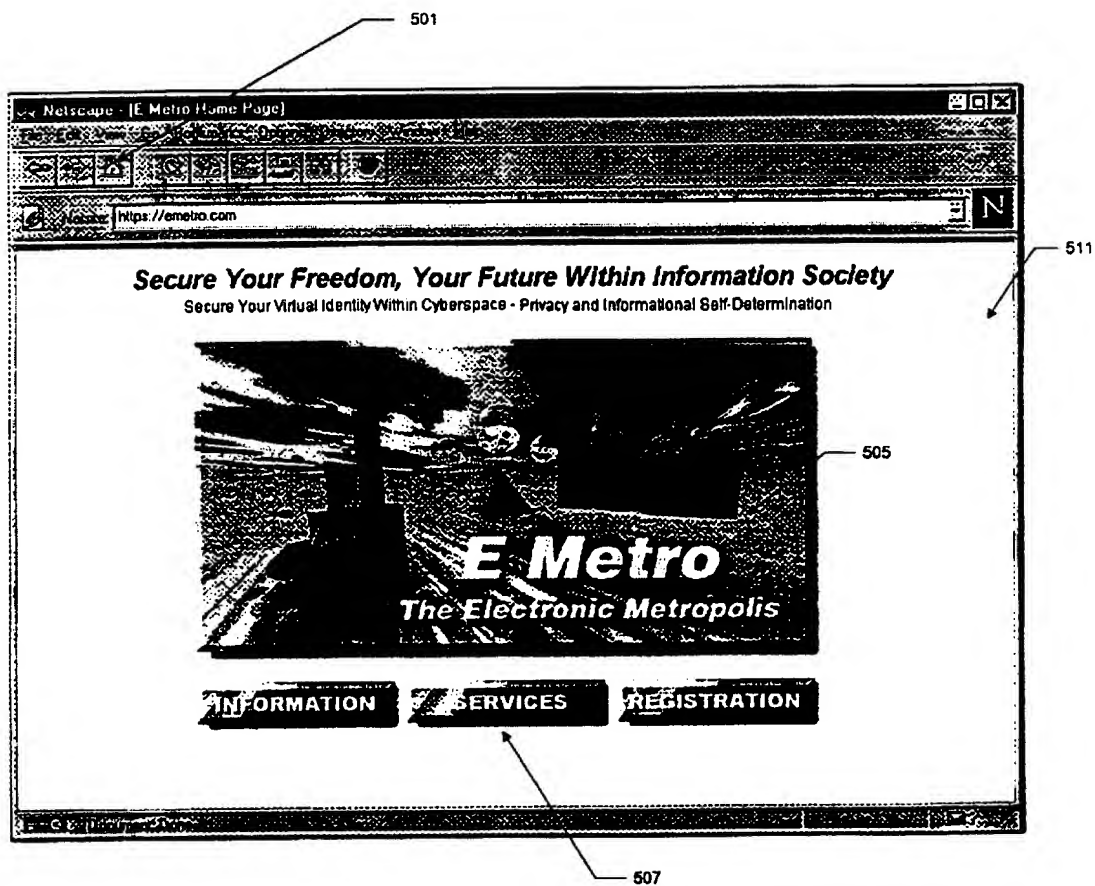 501
Netscape - [E Metro Home Page]
https://emetro.com
N
511
Secure Your Freedom, Your Future Within Information Society
Secure Your Virtual Identity Within Cyberspace - Privacy and Informational Self-Determination
505
E Metro
The Electronic Metropolis
INFORMATION SERVICES REGISTRATION
507